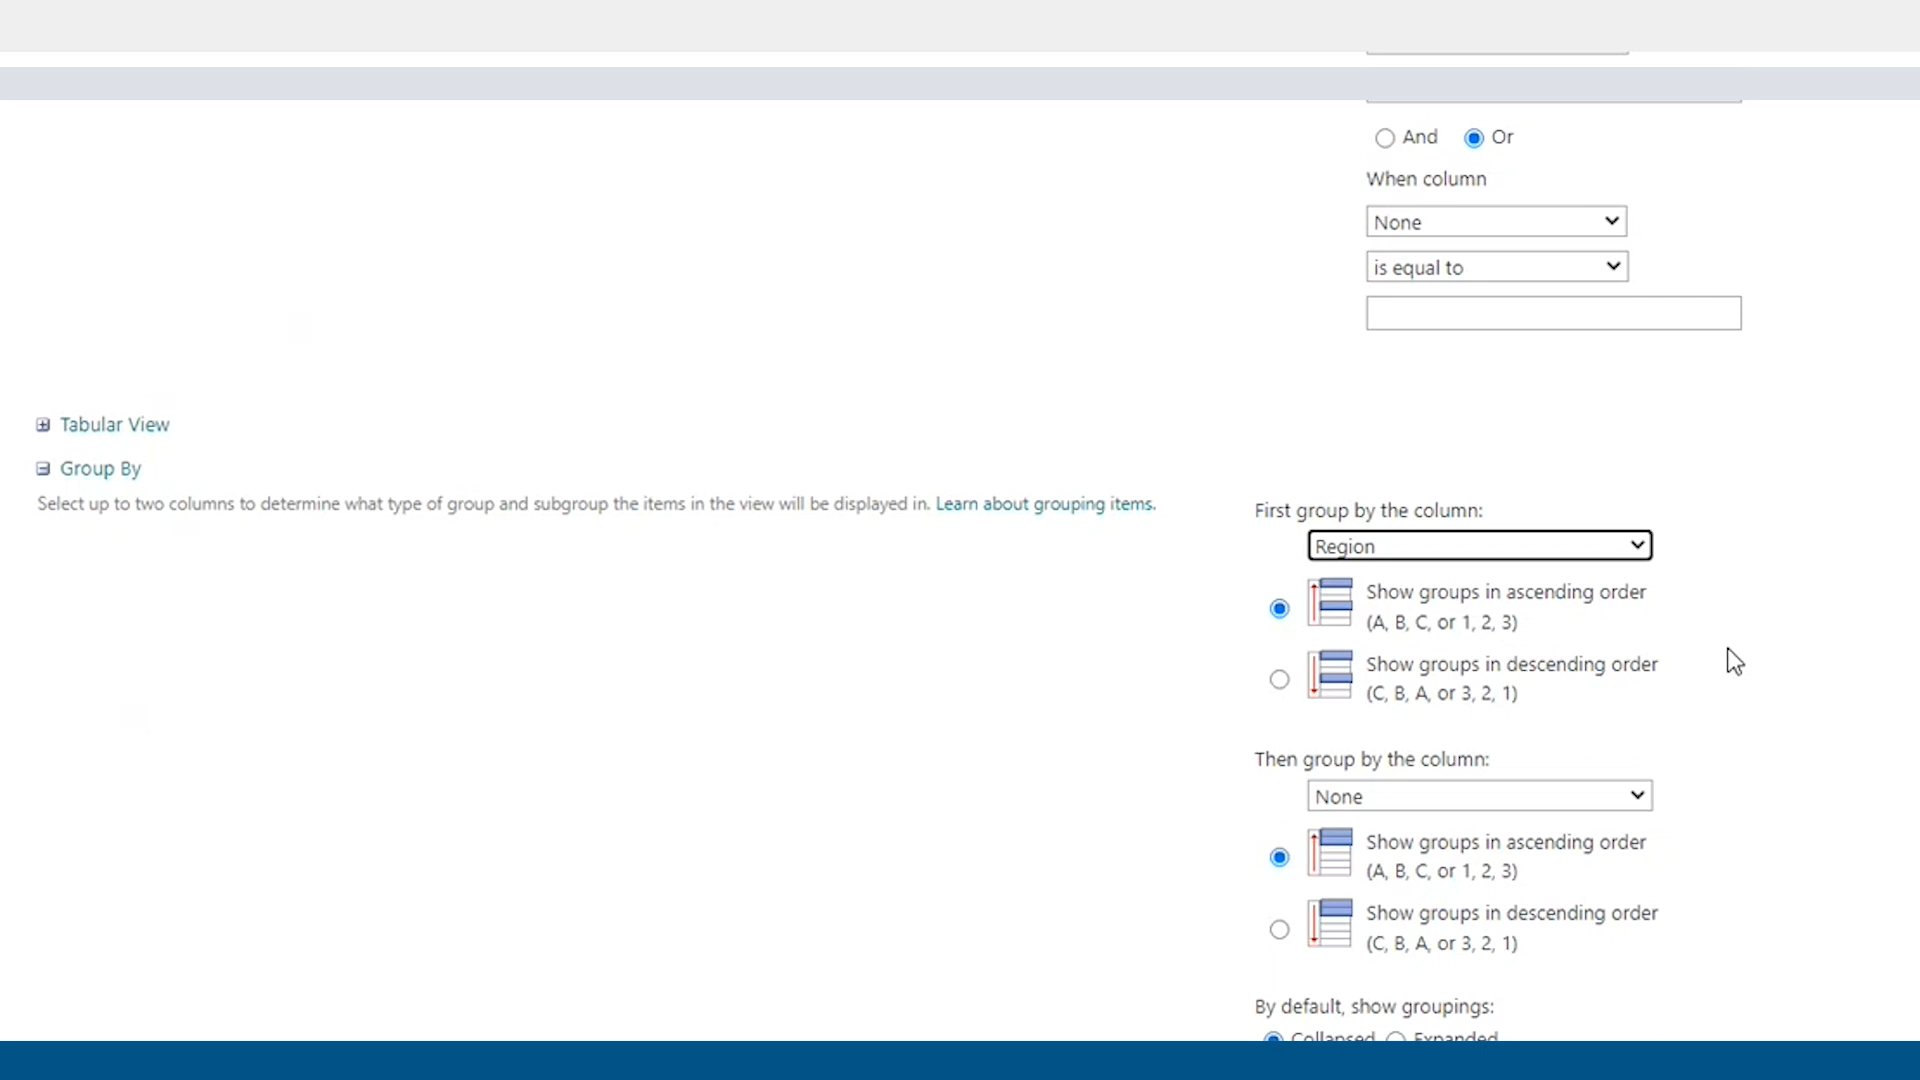 And Or
When column
None
is equal to
Tabular View
Group By
Select up to two columns to determine what type of group and subgroup the items in the view will be displayed in. Learn about grouping items.
First group by the column:
Region
Show groups in ascending order
(A, B, C, or 1, 2, 3)
Show groups in descending order
(C, B, A, or 3, 2, 1)
Then group by the column:
None
Show groups in ascending order
(A, B, C, or 1, 2, 3)
Show groups in descending order
(C, B, A, or 3, 2, 1)
By default, show groupings:
Collapsed Expanded